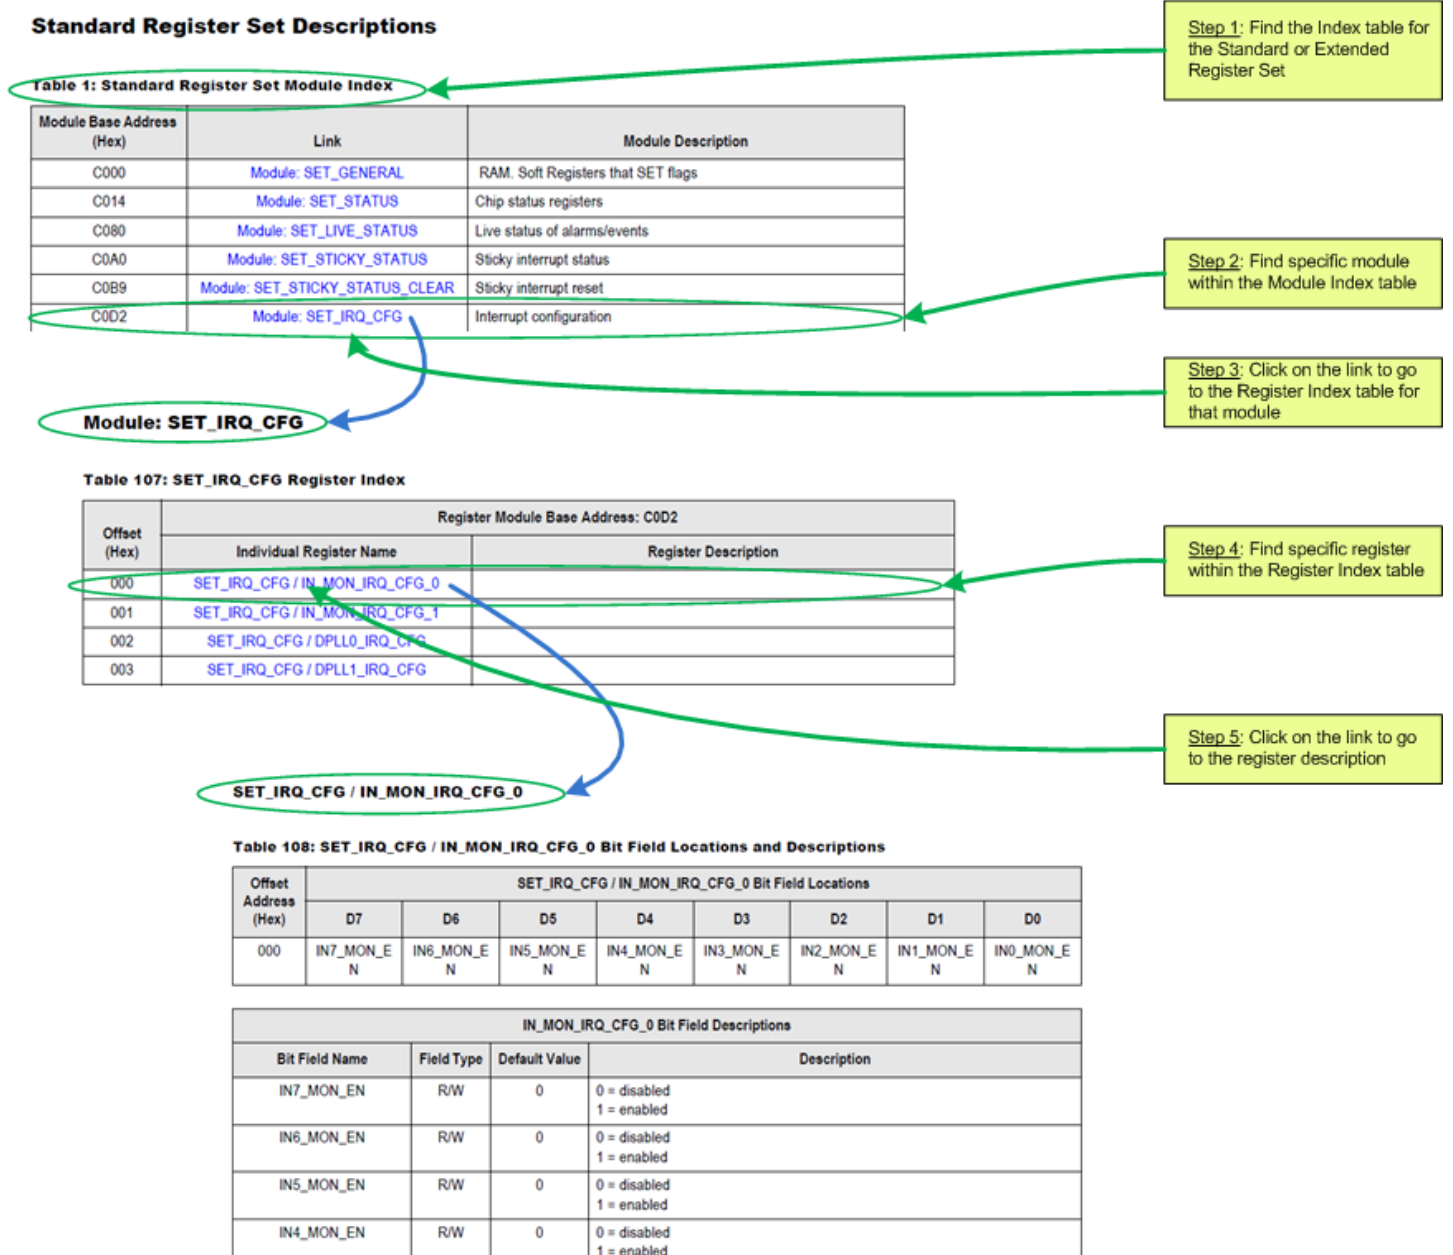 Standard Register Set Descriptions
Step 1: Find the Index table for
the Standard or Extended
Register Set
Table 1: Standard Register Set Module Index
Module Base Address
(Hex) Link Module Description
C000 Module: SET_GENERAL RAM. Soft Registers that SET flags
C014 Module: SET_STATUS Chip status registers
C080 Module: SET_LIVE_STATUS Live status of alarms/events
C0A0 Module: SET_STICKY_STATUS Sticky interrupt status
C0B9 Module: SET_STICKY_STATUS_CLEAR Sticky interrupt reset
C0D2 Module: SET_IRQ_CFG Interrupt configuration
Step 2: Find specific module
within the Module Index table
Step 3: Click on the link to go
to the Register Index table for
that module
Module: SET_IRQ_CFG
Table 107: SET_IRQ_CFG Register Index
Offset
(Hex)
Register Module Base Address: C0D2
Individual Register Name Register Description
000 SET_IRQ_CFG / IN_MON_IRQ_CFG_0
001 SET_IRQ_CFG / IN_MON_IRQ_CFG_1
002 SET_IRQ_CFG / DPLL0_IRQ_CFG
003 SET_IRQ_CFG / DPLL1_IRQ_CFG
Step 4: Find specific register
within the Register Index table
Step 5: Click on the link to go
to the register description
SET_IRQ_CFG / IN_MON_IRQ_CFG_0
Table 108: SET_IRQ_CFG / IN_MON_IRQ_CFG_0 Bit Field Locations and Descriptions
Offset
Address
(Hex)
SET_IRQ_CFG / IN_MON_IRQ_CFG_0 Bit Field Locations
D7 D6 D5 D4 D3 D2 D1 D0
000 IN7_MON_E IN6_MON_E IN5_MON_E IN4_MON_E IN3_MON_E IN2_MON_E IN1_MON_E IN0_MON_E
N N N N N N N N
IN_MON_IRQ_CFG_0 Bit Field Descriptions
Bit Field Name Field Type Default Value Description
IN7_MON_EN R/W 0 0 = disabled
1 = enabled
IN6_MON_EN R/W 0 0 = disabled
1 = enabled
IN5_MON_EN R/W 0 0 = disabled
1 = enabled
IN4_MON_EN R/W 0 0 = disabled
1 = enabled